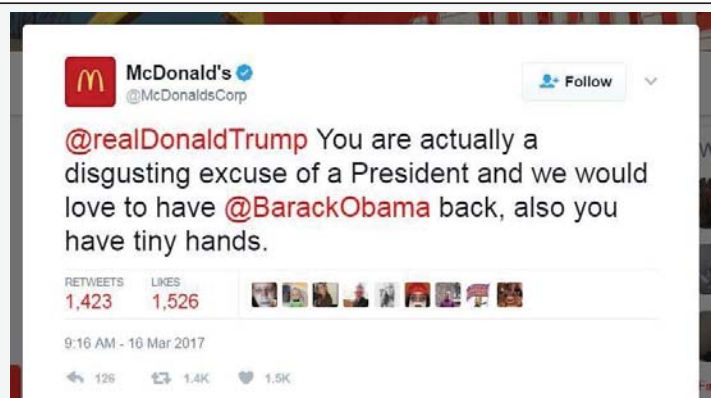 McDonald's
@McDonaldsCorp
Follow
@realDonaldTrump You are actually a
disgusting excuse of a President and we would
love to have @BarackObama back, also you
have tiny hands.
RETWEETS LIKES
1,423 1,526
9:16 AM - 16 Mar 2017
126 1.4K 1.5K